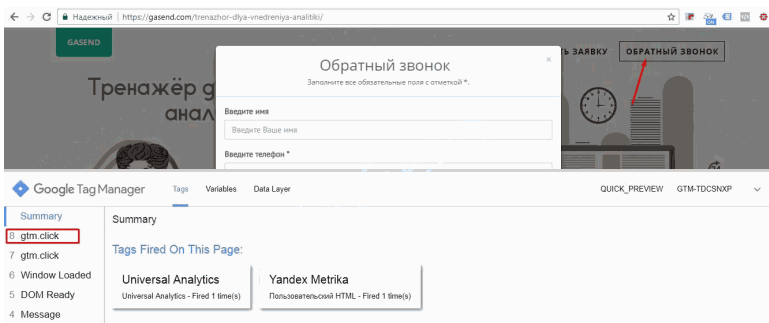 Надежный https://gasend.com/trenazhor-dlya-vnedreniya-analitiki/
GASEND
Ь ЗАЯВКУ
ОБРАТНЫЙ ЗВОНОК
Обратный звонок
×
Заполните все обязательные поля с отметкой *.
Тренажёр д
анал
Введите имя
Введите Ваше имя
Введите телефон *
Google Tag Manager
Tags
Variables
Data Layer
QUICK_PREVIEW
GTM-TDCSNXP
Summary
8 gtm.click
7 gtm.click
6 Window Loaded
5 DOM Ready
4 Message
Summary
Tags Fired On This Page:
Universal Analytics
Universal Analytics - Fired 1 time(s)
Yandex Metrika
Пользовательский HTML - Fired 1 time(s)